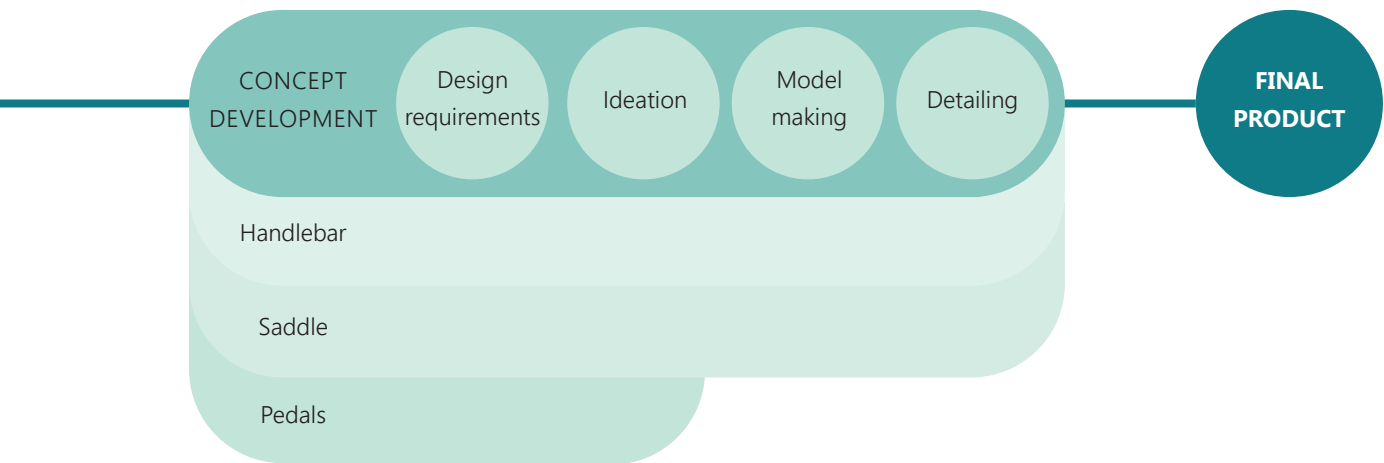 CONCEPT
DEVELOPMENT
Design
requirements
Ideation
Model
making
Detailing
FINAL
PRODUCT
Handlebar
Saddle
Pedals